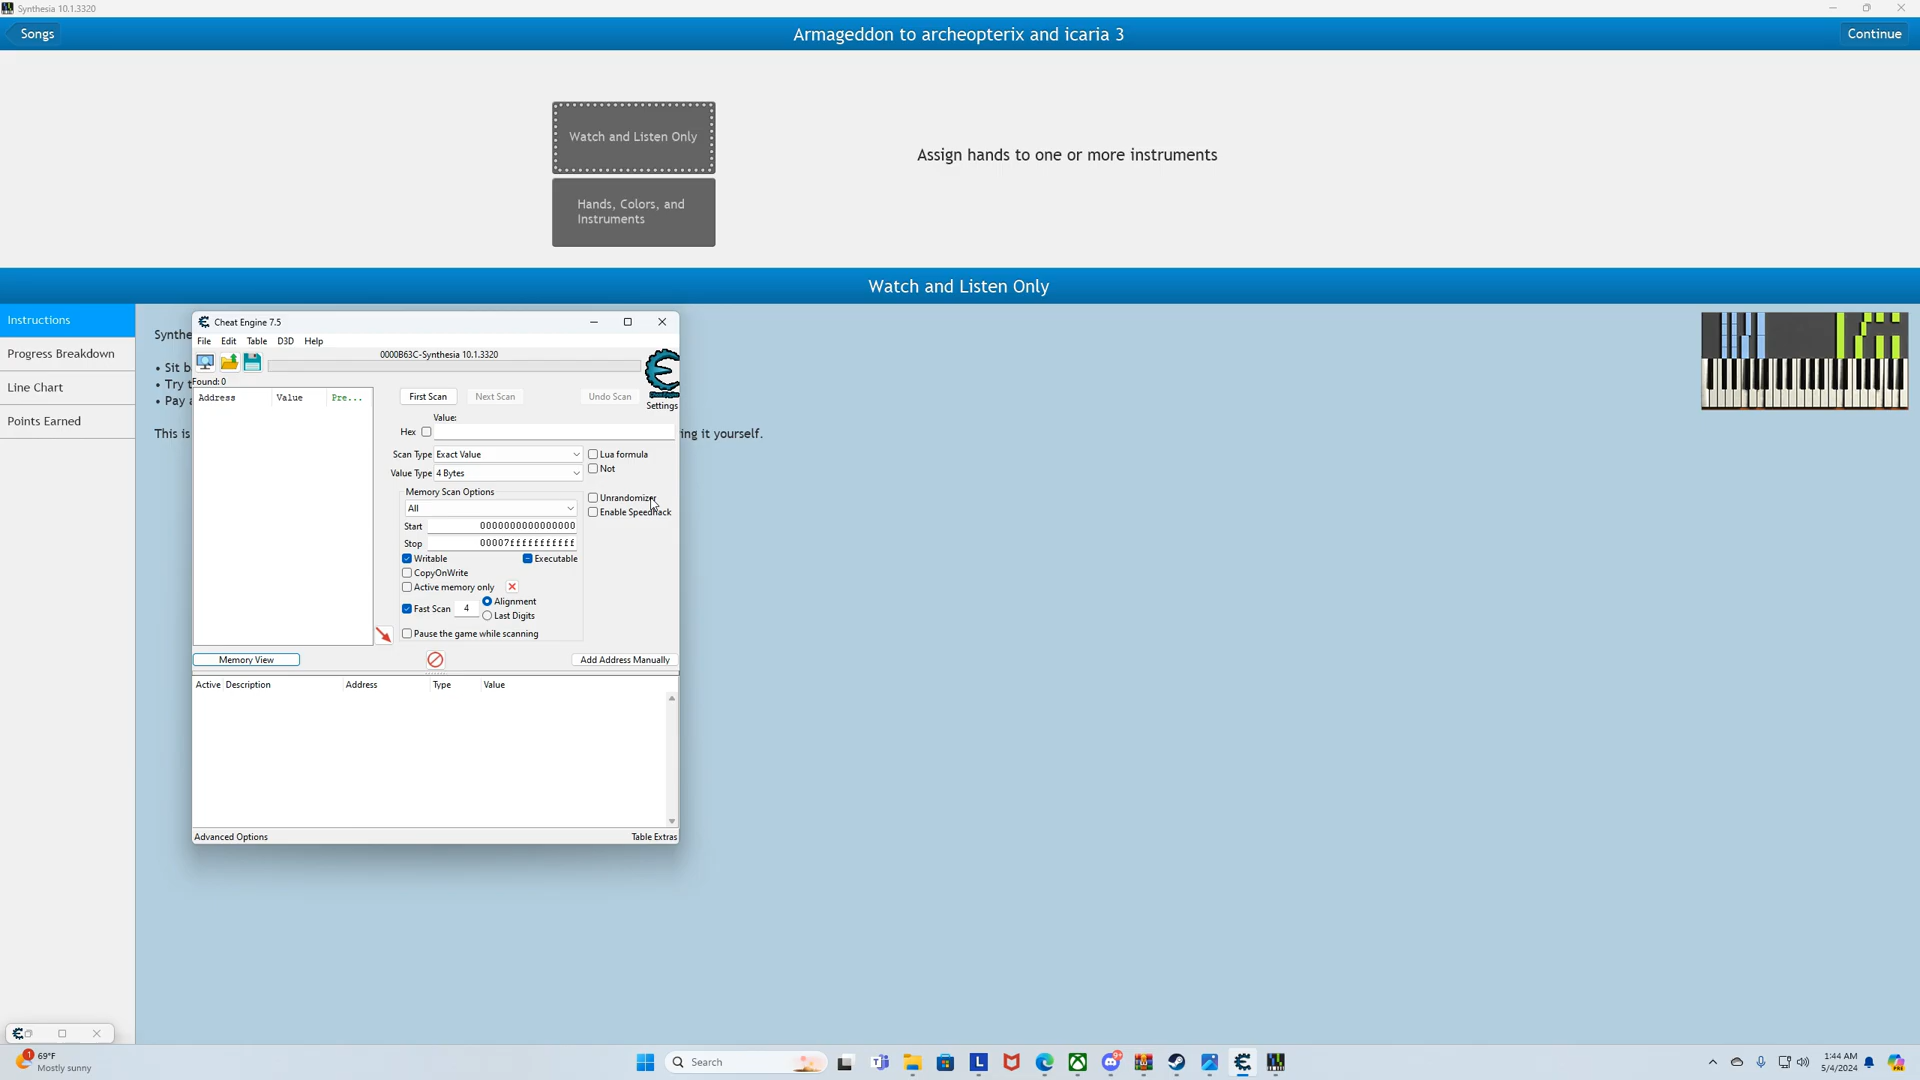 Synthesia 10.1.3320
Songs
Armageddon to archeopterix and icaria 3
Continue
Watch and Listen Only
Assign hands to one or more instruments
Hands, Colors, and
Instruments
Watch and Listen Only
Instructions
Progress Breakdown
Line Chart
Points Earned
Synthe
• Sit b
• Try t
• Pay a
This is
ring it yourself.
Cheat Engine 7.5
File Edit Table D3D Help
0000B63C-Synthesia 10.1.3320
Found: 0
Address Value Pre...
First Scan Next Scan Undo Scan
Settings
Value:
Hex
Scan Type Exact Value
Lua formula
Not
Value Type 4 Bytes
Memory Scan Options
All
Unrandomizer
Enable Speedhack
Start 0000000000000000
Stop 00007fffffffffff
Writable Executable
CopyOnWrite
Active memory only
Fast Scan 4 Alignment
Last Digits
Pause the game while scanning
Memory View Add Address Manually
Active Description Address Type Value
Advanced Options Table Extras
1
69°F
Mostly sunny
Search
9+
1:44 AM
5/4/2024
PRE